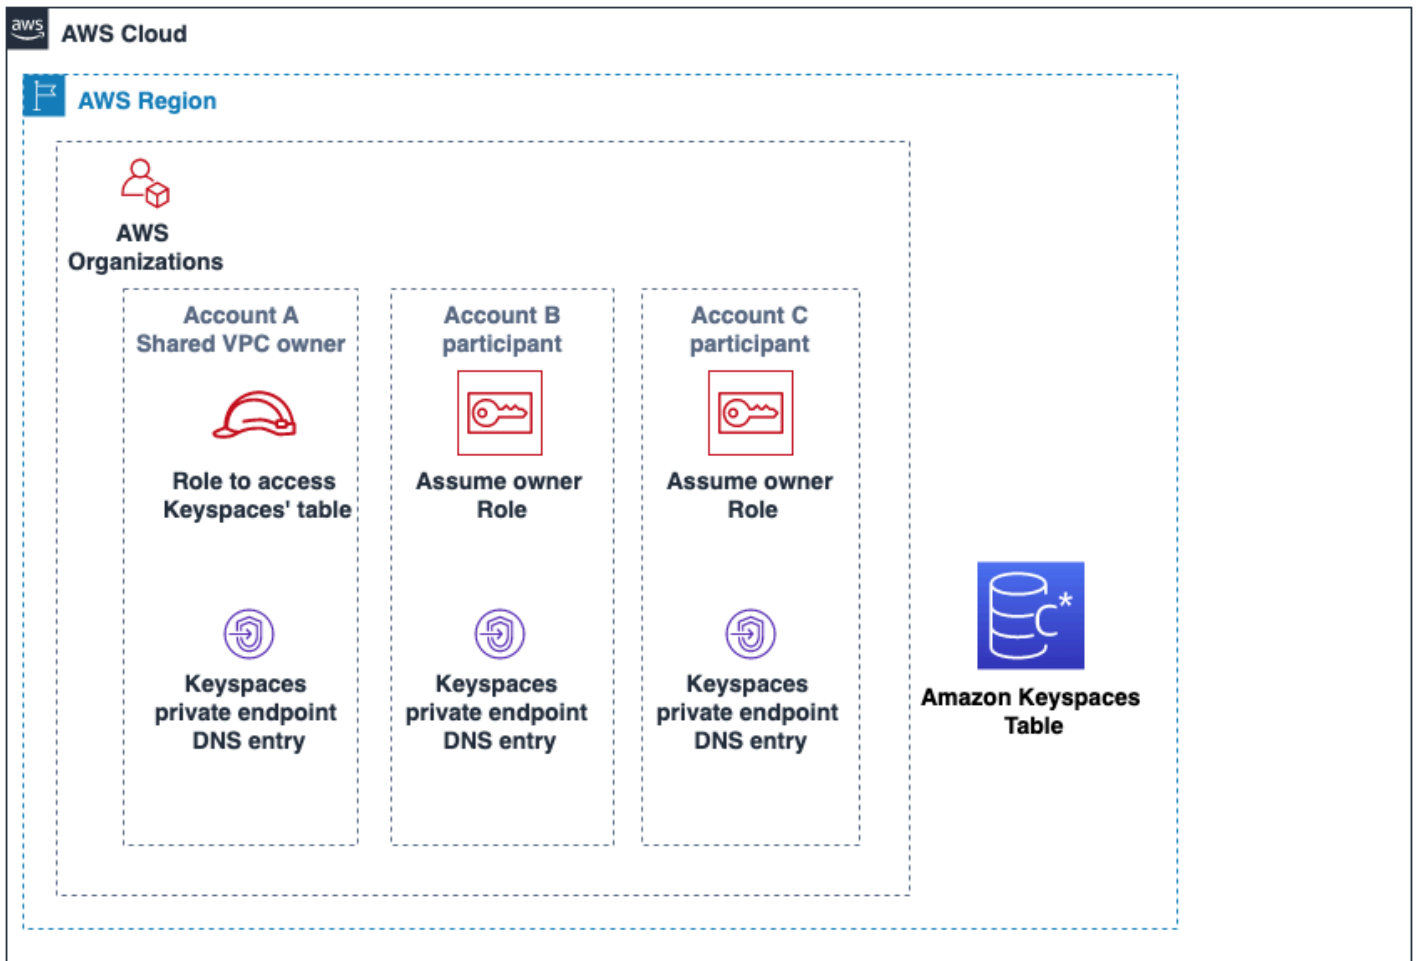 aws
AWS Cloud
AWS Region
AWS
Organizations
Account A
Shared VPC owner
Role to access
Keyspaces' table
Keyspaces
private endpoint
DNS entry
Account B
participant
Assume owner
Role
Keyspaces
private endpoint
DNS entry
Account C
participant
Assume owner
Role
Keyspaces
private endpoint
DNS entry
C*
Amazon Keyspaces
Table